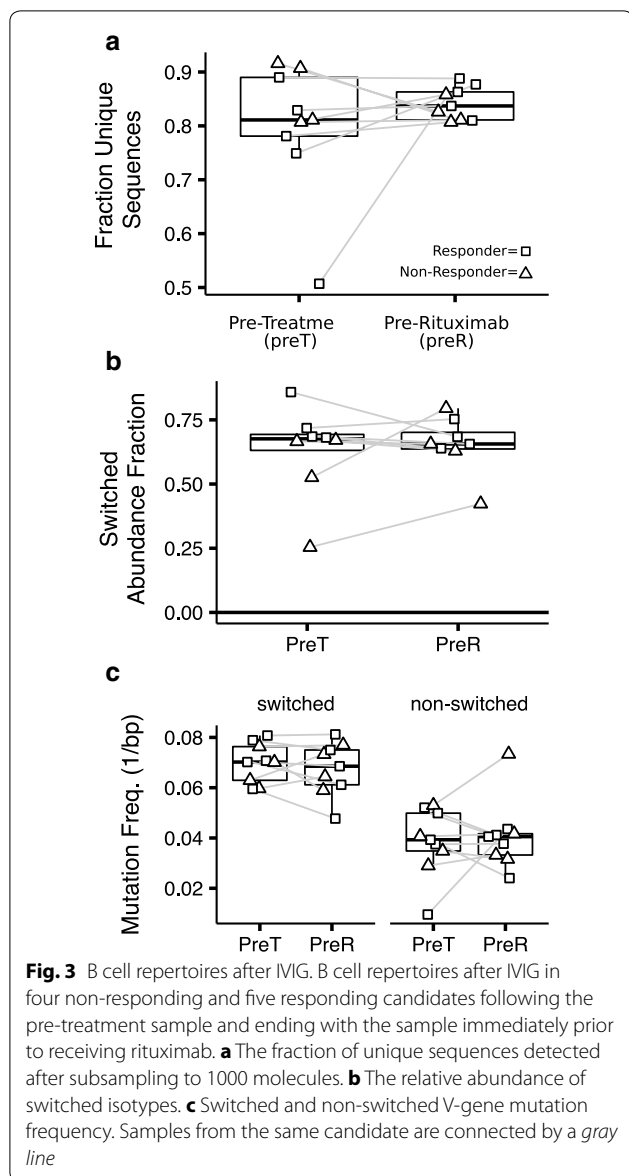 a
Fraction Unique
Sequences
0.9
0.8
0.7
0.6
0.5
Responder=
Non-Responder=
Pre-Treatme
(preT)
Pre-Rituximab
(preR)
b
Switched
Abundance Fraction
0.75
0.50
0.25
0.00
PreT
PreR
c
switched
non-switched
Mutation Freq. (1/bp)
0.08
0.06
0.04
0.02
PreT
PreR
PreT
PreR
Fig. 3 B cell repertoires after IVIG. B cell repertoires after IVIG in
four non-responding and five responding candidates following the
pre-treatment sample and ending with the sample immediately prior
to receiving rituximab. a The fraction of unique sequences detected
after subsampling to 1000 molecules. b The relative abundance of
switched isotypes. c Switched and non-switched V-gene mutation
frequency. Samples from the same candidate are connected by a gray
line